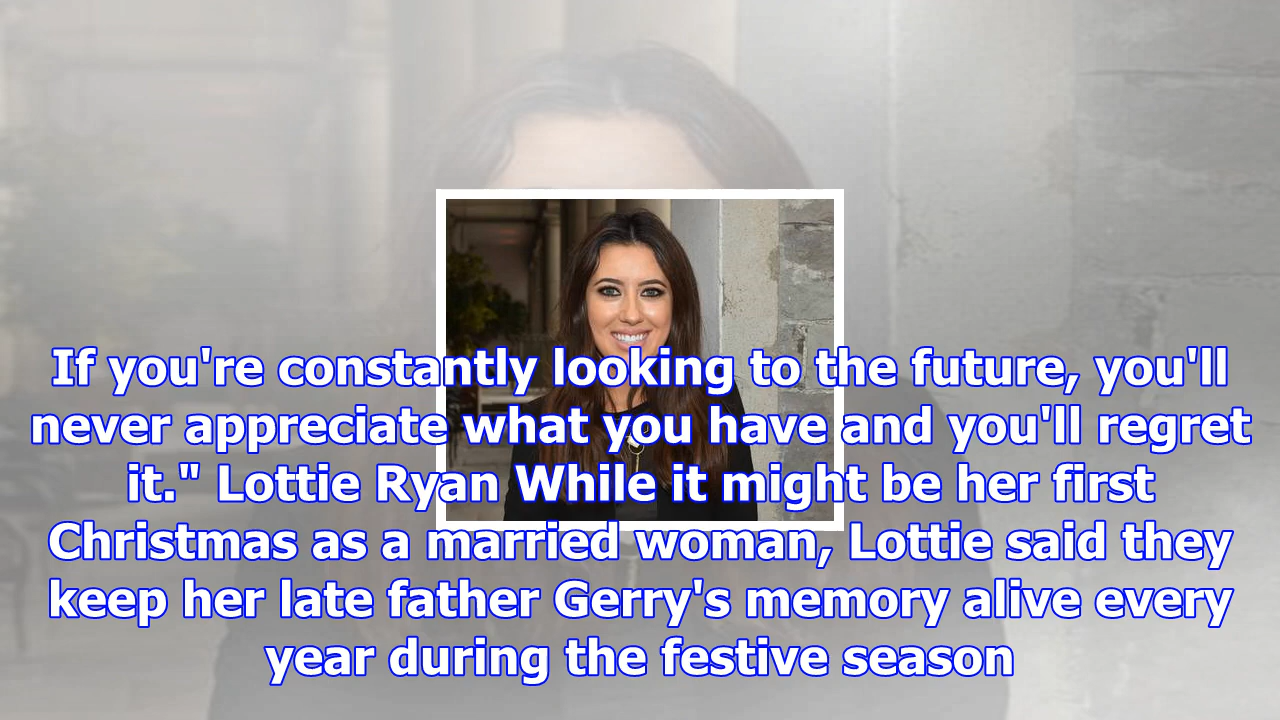 If you're constantly looking to the future, you'll
never appreciate what you have and you'll regret
it." Lottie Ryan While it might be her first
Christmas as a married woman, Lottie said they
keep her late father Gerry's memory alive every
year during the festive season